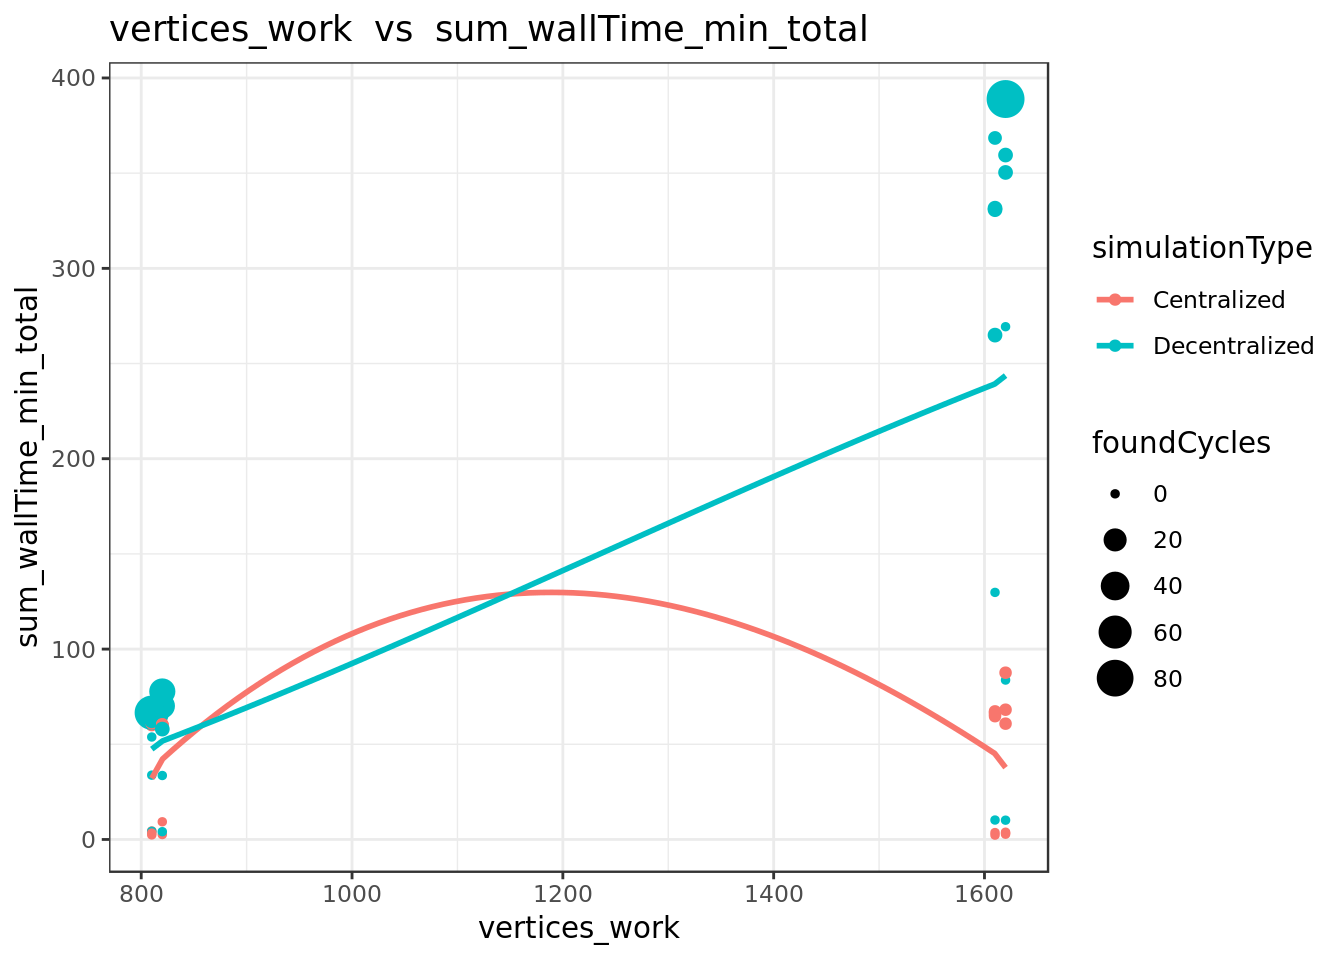 vertices_work vs sum_wallTime_min_total
sum_wallTime_min_total
400
300
200
100
0
800 1000 1200 1400 1600
vertices_work
simulationType
Centralized
Decentralized
foundCycles
0
20
40
60
80